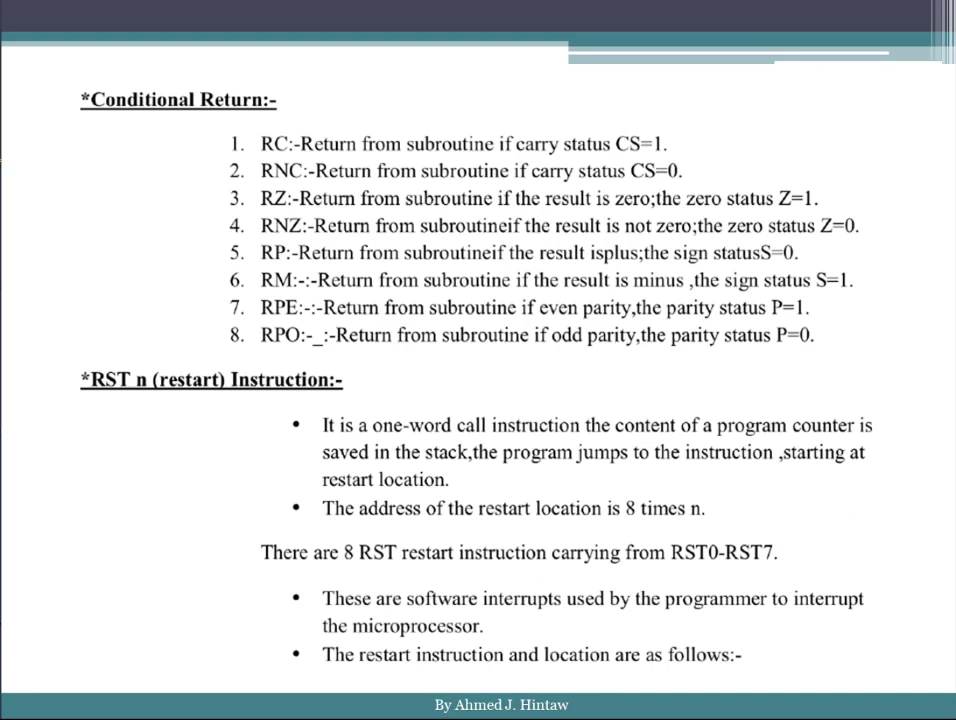 *Conditional Return:-
1. RC:-Return from subroutine if carry status CS=1.
2. RNC:-Return from subroutine if carry status CS=0.
3. RZ:-Return from subroutine if the result is zero;the zero status Z=1.
4. RNZ:-Return from subroutineif the result is not zero;the zero status Z=0.
5. RP:-Return from subroutineif the result isplus;the sign statusS=0.
6. RM:-:-Return from subroutine if the result is minus ,the sign status S=1.
7. RPE:-:-Return from subroutine if even parity,the parity status P=1.
8. RPO:-_:-Return from subroutine if odd parity,the parity status P=0.
*RST n (restart) Instruction:-
• It is a one-word call instruction the content of a program counter is
saved in the stack,the program jumps to the instruction ,starting at
restart location.
• The address of the restart location is 8 times n.
There are 8 RST restart instruction carrying from RST0-RST7.
• These are software interrupts used by the programmer to interrupt
the microprocessor.
• The restart instruction and location are as follows:-
By Ahmed J. Hintaw